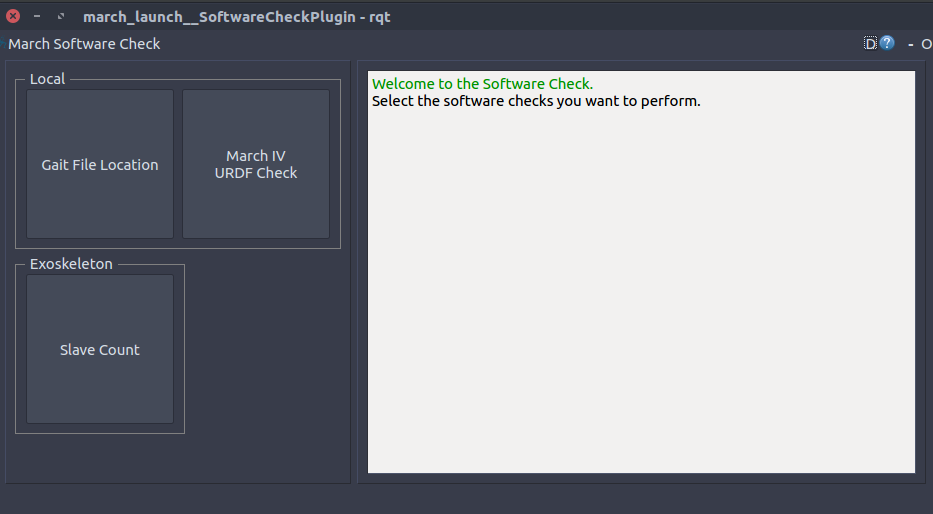 march_launch__SoftwareCheckPlugin - rqt
March Software Check
D? - O
Local
Gait File Location
March IV
URDF Check
Exoskeleton
Slave Count
Welcome to the Software Check.
Select the software checks you want to perform.